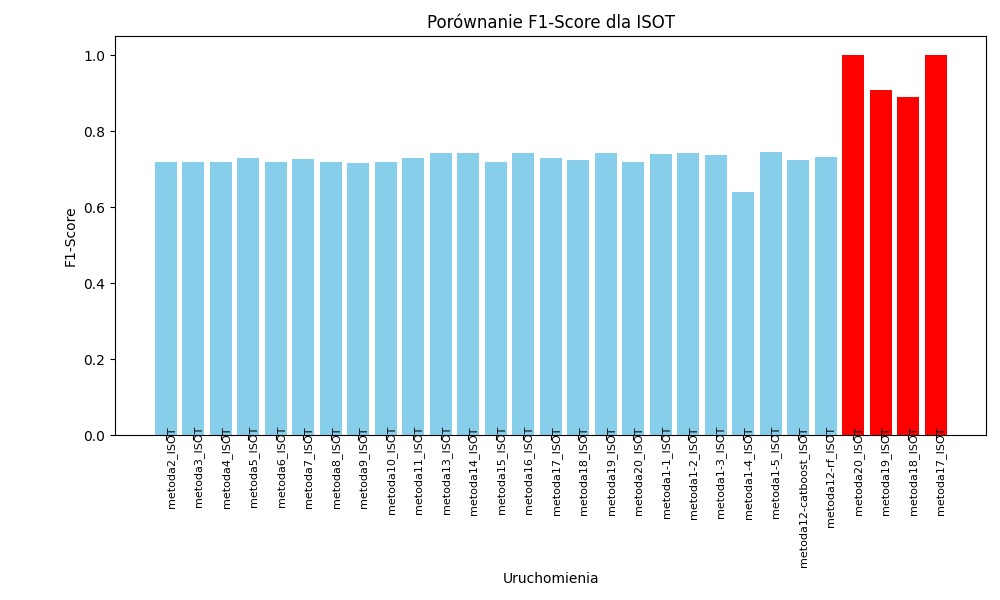 Porównanie F1-Score dla ISOT
1.0
0.8
0.6
0.4
0.2
0.0
F1-Score
metoda2_ISOT
metoda3_ISOT
metoda4_ISOT
metoda5_ISOT
metoda6_ISOT
metoda7_ISOT
metoda8_ISOT
metoda9_ISOT
metoda10_ISOT
metoda11_ISOT
metoda13_ISOT
metoda14_ISOT
metoda15_ISOT
metoda16_ISOT
metoda17_ISOT
metoda18_ISOT
metoda19_ISOT
metoda20_ISOT
metoda1-1_ISOT
metoda1-2_ISOT
metoda1-3_ISOT
metoda1-4_ISOT
metoda1-5_ISOT
metoda12-catboost_ISOT
metoda12-rf_ISOT
metoda20_ISOT
metoda19_ISOT
metoda18_ISOT
metoda17_ISOT
Uruchomienia